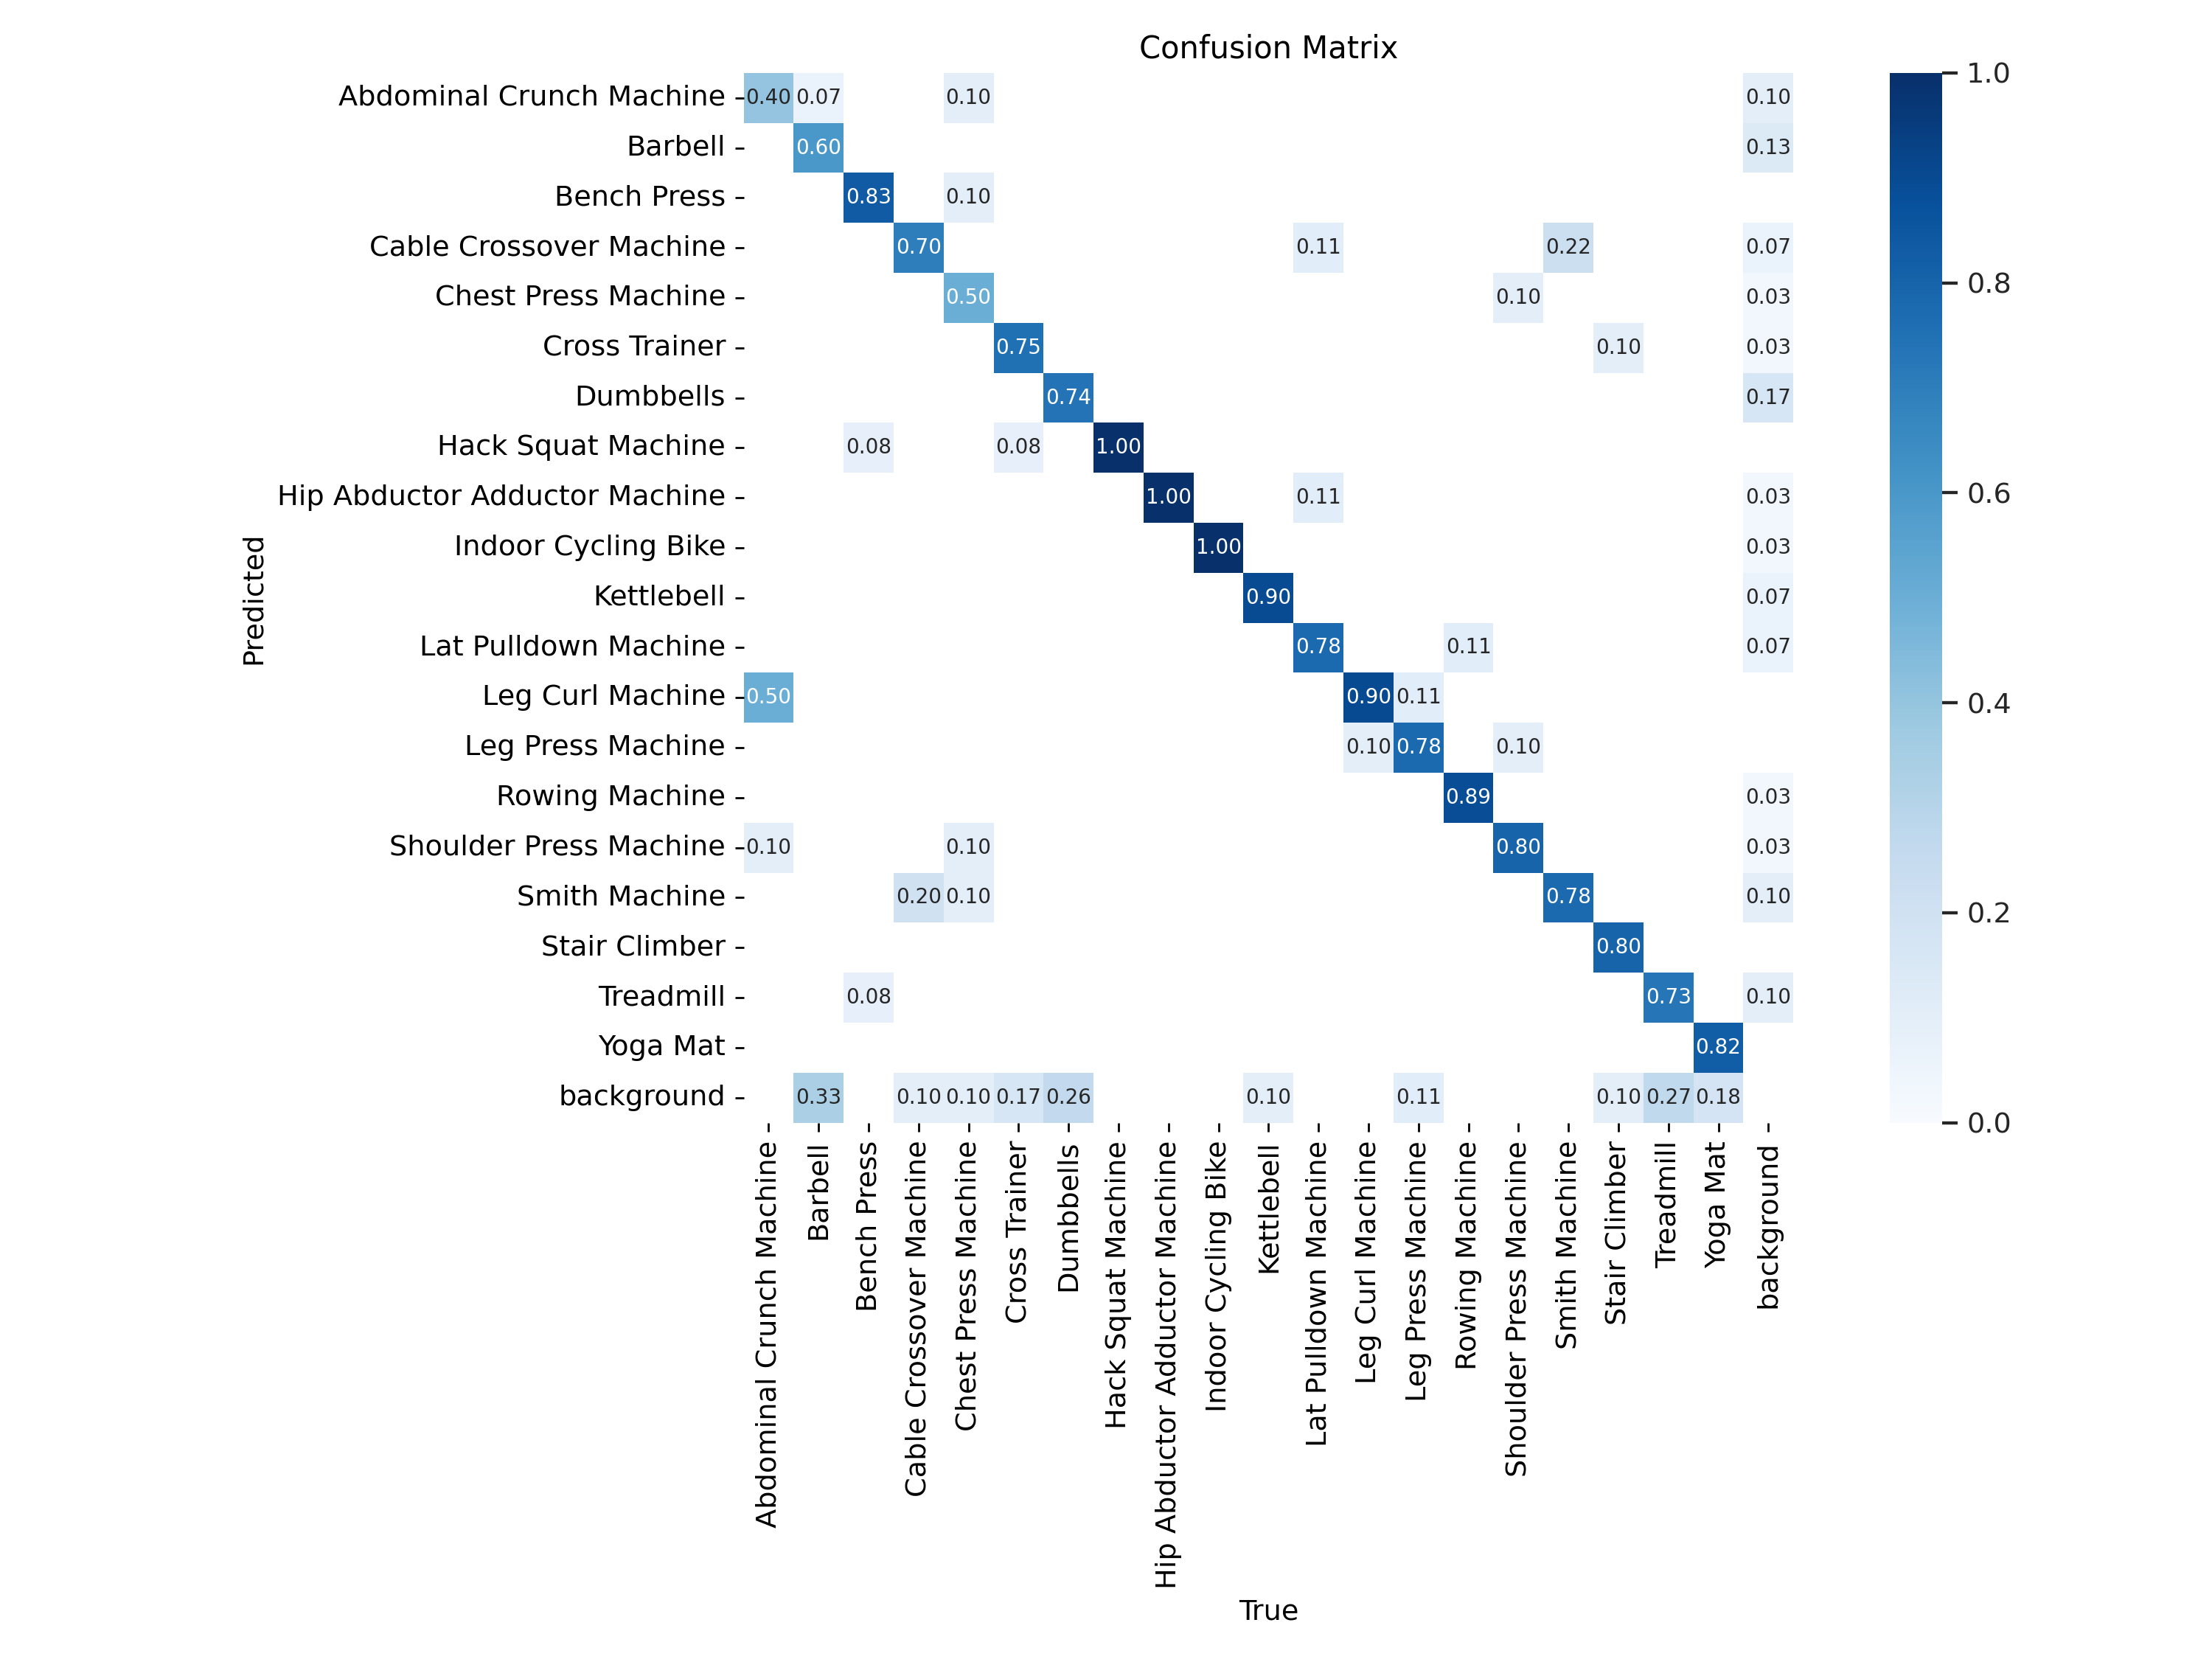 Confusion Matrix
Abdominal Crunch Machine 0.40 0.07 0.10 0.10
Barbell 0.60 0.13
Bench Press 0.83 0.10
Cable Crossover Machine 0.70 0.11 0.22 0.07
Chest Press Machine 0.50 0.10 0.03
Cross Trainer 0.75 0.10 0.03
Dumbbells 0.74 0.17
Hack Squat Machine 0.08 0.08 1.00
Hip Abductor Adductor Machine 1.00 0.11 0.03
Indoor Cycling Bike 1.00 0.03
Kettlebell 0.90 0.07
Lat Pulldown Machine 0.78 0.11 0.07
Leg Curl Machine 0.50 0.90 0.11
Leg Press Machine 0.10 0.78 0.10
Rowing Machine 0.89 0.03
Shoulder Press Machine 0.10 0.10 0.80 0.03
Smith Machine 0.20 0.10 0.78 0.10
Stair Climber 0.80
Treadmill 0.08 0.73 0.10
Yoga Mat 0.82
background 0.33 0.10 0.10 0.17 0.26 0.10 0.11 0.10 0.27 0.18
Predicted
Abdominal Crunch Machine
Barbell
Bench Press
Cable Crossover Machine
Chest Press Machine
Cross Trainer
Dumbbells
Hack Squat Machine
Hip Abductor Adductor Machine
Indoor Cycling Bike
Kettlebell
Lat Pulldown Machine
Leg Curl Machine
Leg Press Machine
Rowing Machine
Shoulder Press Machine
Smith Machine
Stair Climber
Treadmill
Yoga Mat
background
True
1.0
0.8
0.6
0.4
0.2
0.0